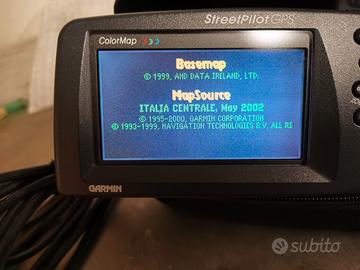 StreetPilot GPS
ColorMap
Basemap
© 1999, AND DATA IRELAND, LTD.
MapSource
ITALIA CENTRALE, May 2002
© 1995-2000, GARMIN CORPORATION
© 1993-1999, NAVIGATION TECHNOLOGIES B.V. ALL RI
GARMIN
subito